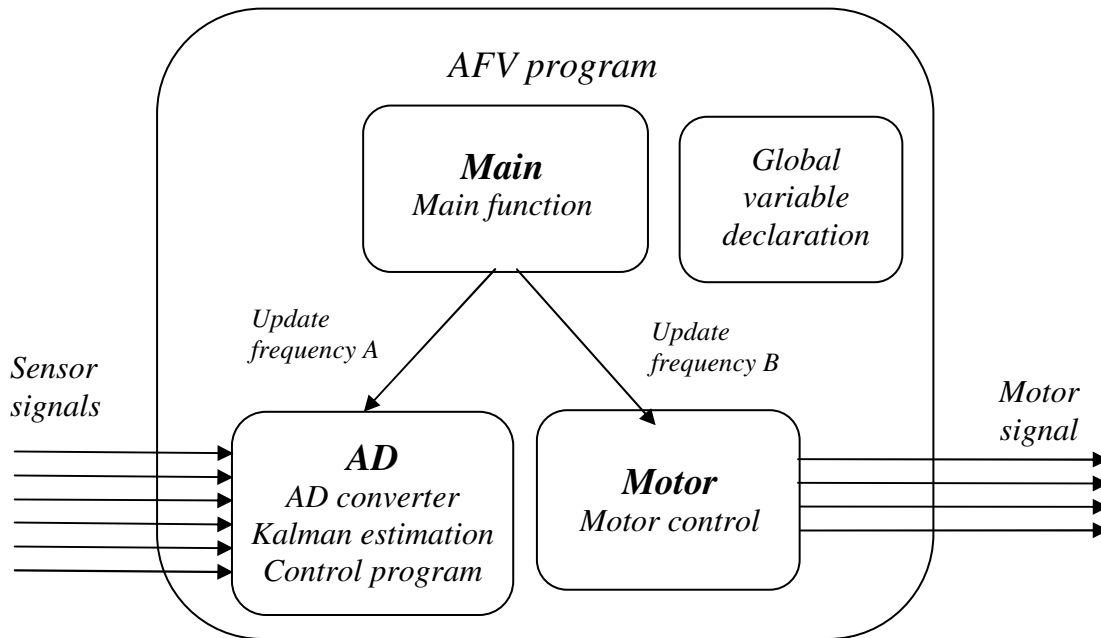 AFV program
Main
Main function
Global
variable
declaration
Update
frequency A
Update
frequency B
Sensor
signals
Motor
signal
AD
AD converter
Kalman estimation
Control program
Motor
Motor control